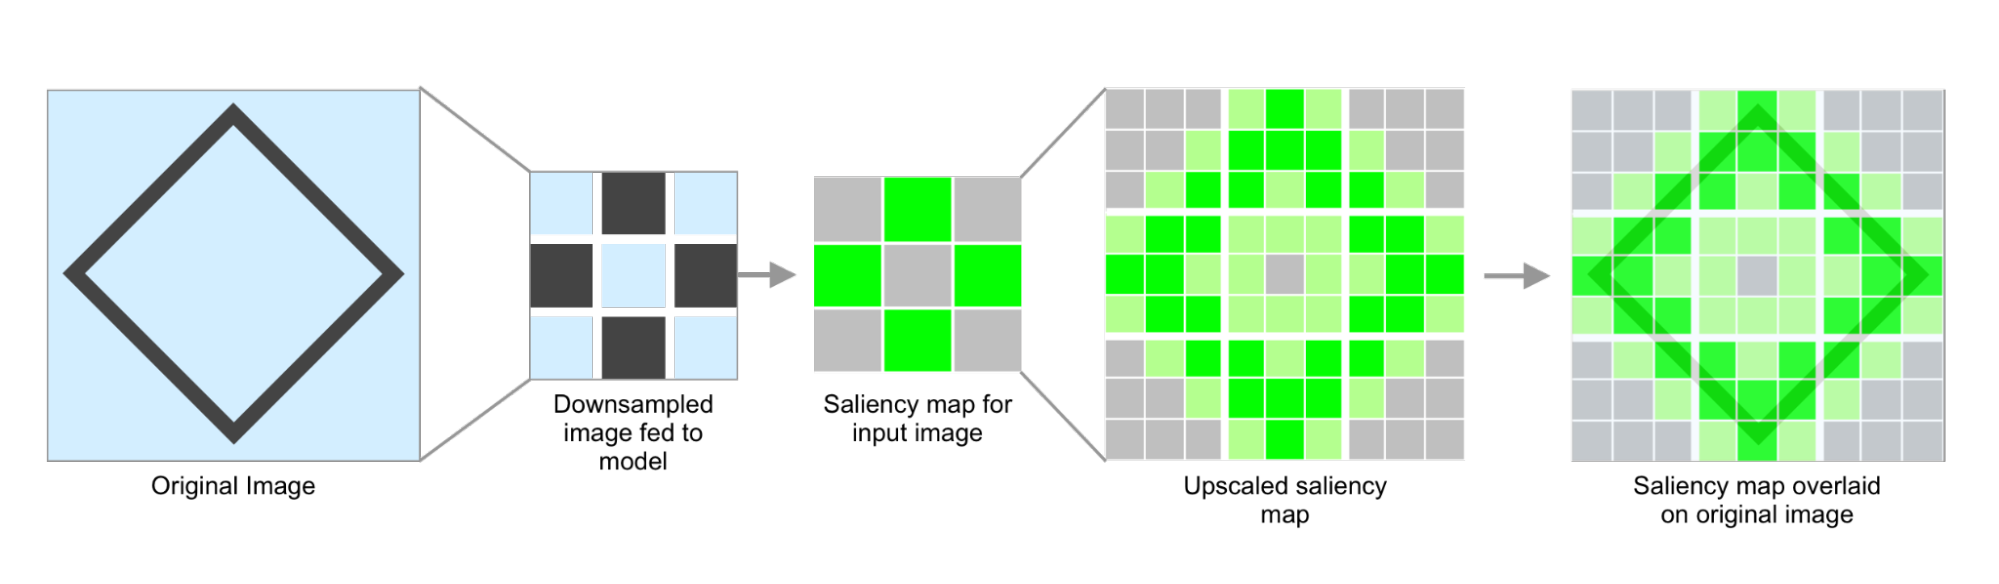 Original Image
Downsampled
image fed to
model
Saliency map for
input image
Upscaled saliency
map
Saliency map overlaid
on original image